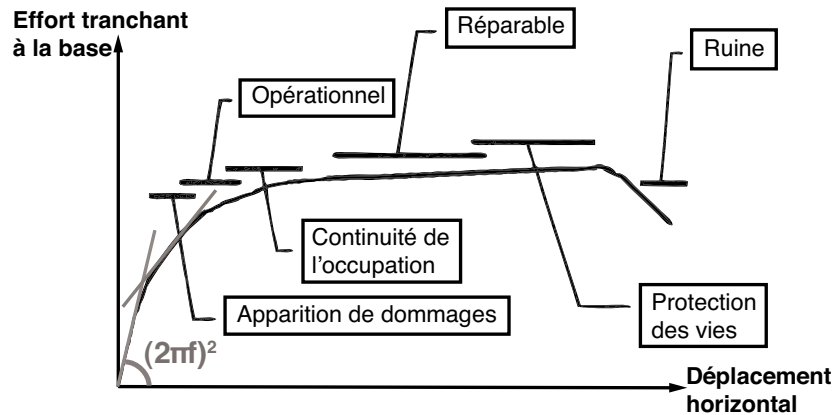 Effort tranchant
à la base
Réparable
Ruine
Opérationnel
Continuité de
l'occupation
Apparition de dommages
Protection
des vies
(2πf)²
Déplacement
horizontal